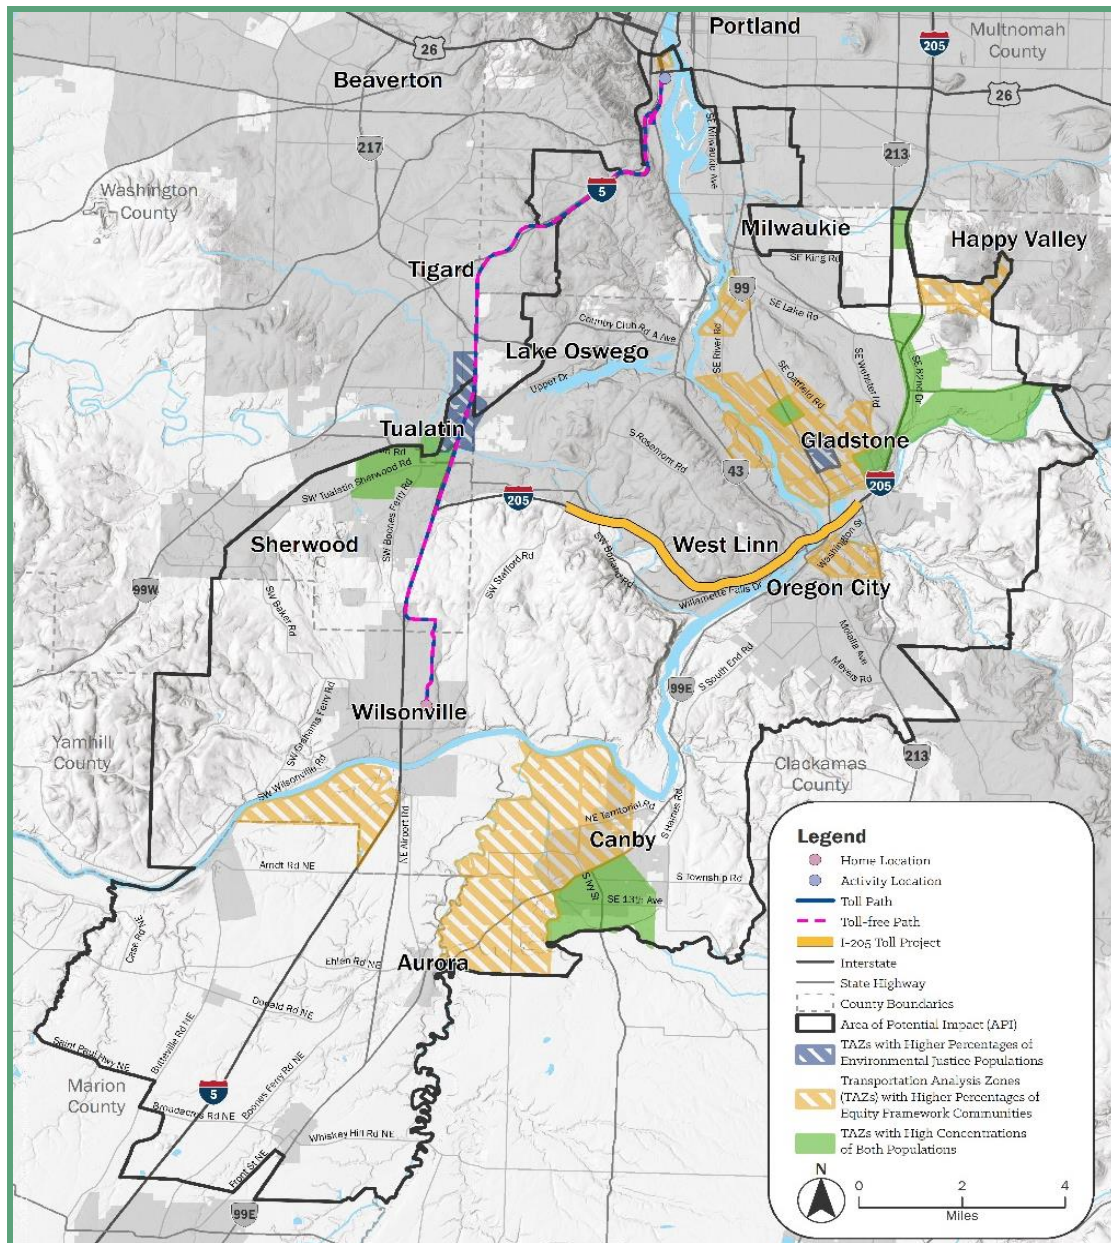 Portland
Multnomah
County
26
205
Beaverton
26
SE Milwaukie Ave
217
213
Washington
County
5
Milwaukie
Happy Valley
SE King Rd
Tigard
99
SE Lake Rd
Country Club Rd
A Ave
Lake Oswego
SE River Rd
SE Webster Rd
SE 82nd Dr
Upper Dr
SE Oatfield Rd
Tualatin
Gladstone
S Rosemont Rd
SW Tualatin Sherwood Rd
43
205
205
SW Boones Ferry Rd
Sherwood
West Linn
Washington St
SW Stafford Rd
SW Borland Rd
99W
Willamette Falls Dr
Oregon City
SW Baker Rd
Molalla Ave
Meyers Rd
S South End Rd
99E
Wilsonville
SW Grahams Ferry Rd
Yamhill
County
213
Clackamas
County
SW Wilsonville Rd
NE Territorial Rd
S Haines Rd
NE Airport Rd
Canby
Arndt Rd NE
S Township Rd
S Ivy St
SE 13th Ave
Case Rd NE
Ehlen Rd NE
Aurora
Donald Rd NE
Butteville Rd NE
Saint Paul Hwy NE
Marion
County
5
Boones Ferry Rd NE
Broadacres Rd NE
Whiskey Hill Rd NE
Front St NE
99E
Legend
Home Location
Activity Location
Toll Path
Toll-free Path
I-205 Toll Project
Interstate
State Highway
County Boundaries
Area of Potential Impact (API)
TAZs with Higher Percentages of
Environmental Justice Populations
Transportation Analysis Zones
(TAZs) with Higher Percentages of
Equity Framework Communities
TAZs with High Concentrations
of Both Populations
N
0 2 4
Miles